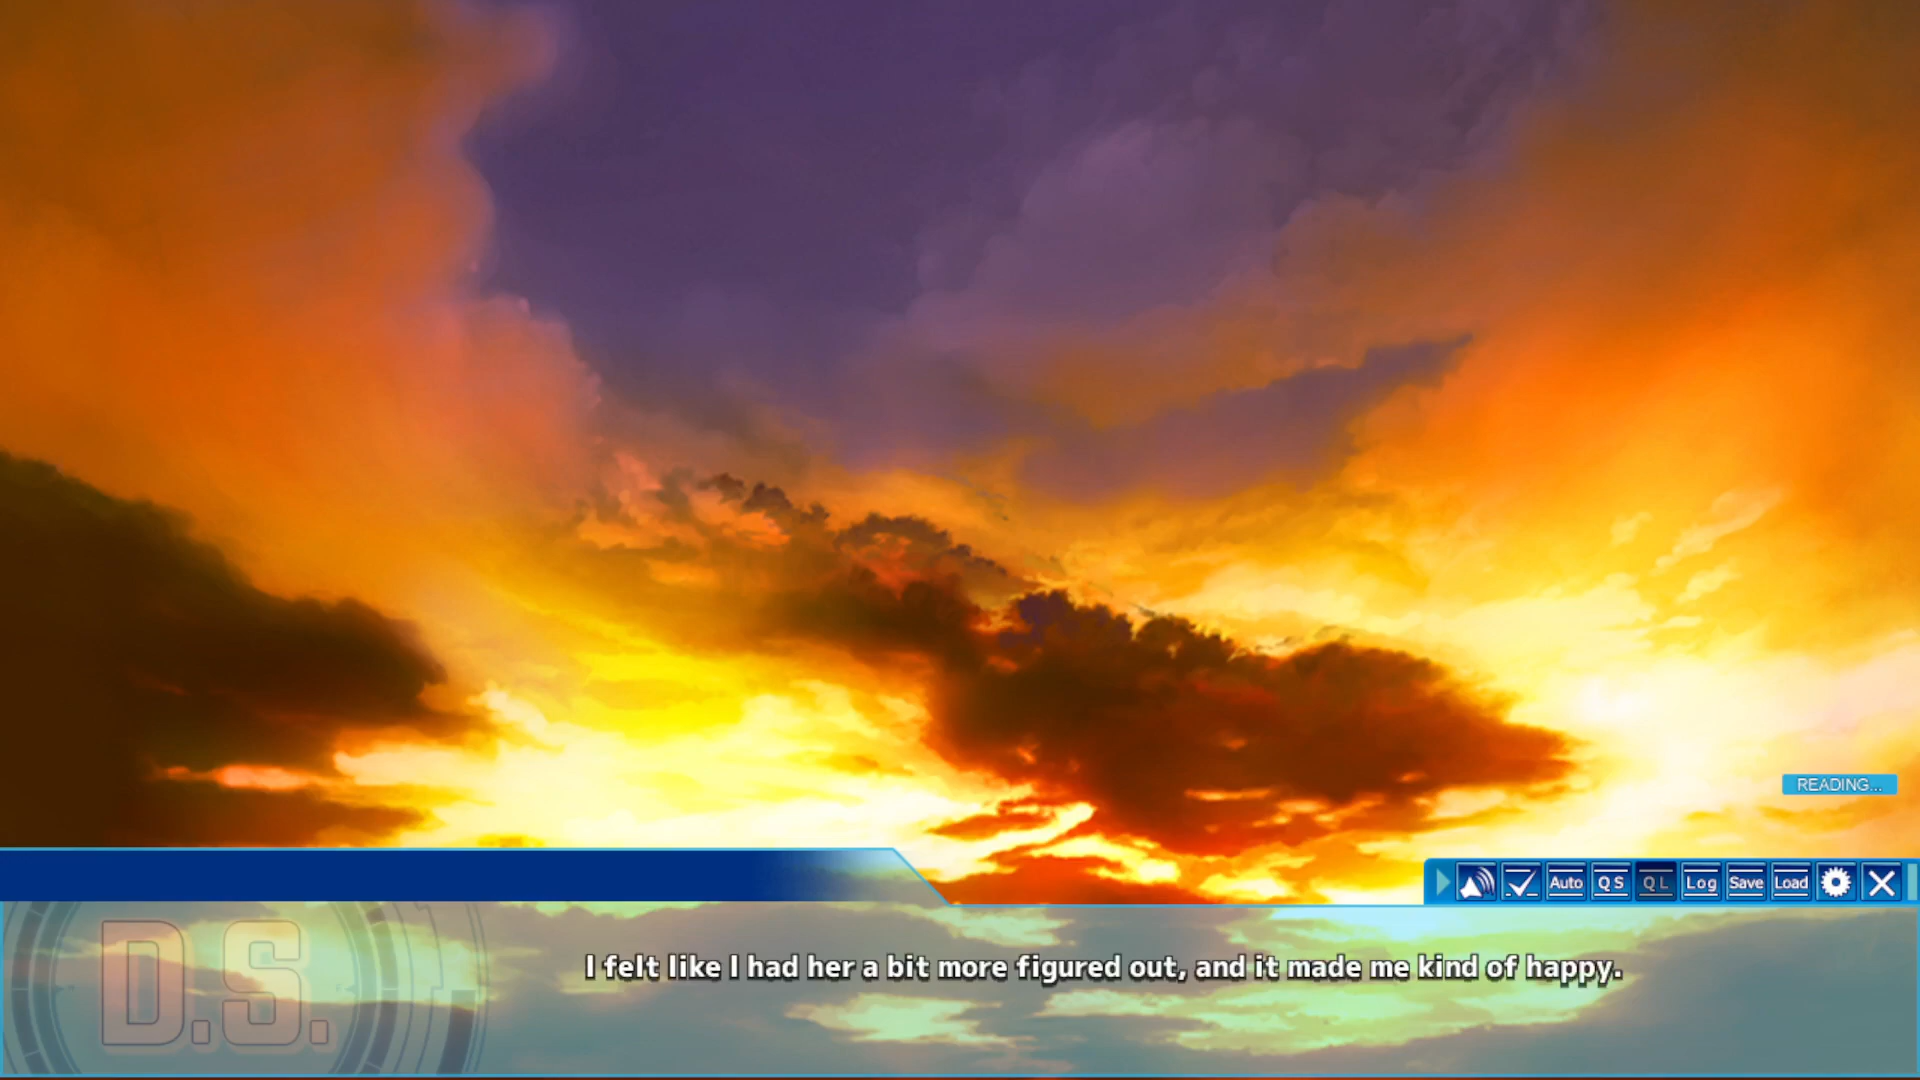 READING...
Auto QS QL Log Save Load
I felt like I had her a bit more figured out, and it made me kind of happy.
D.S.